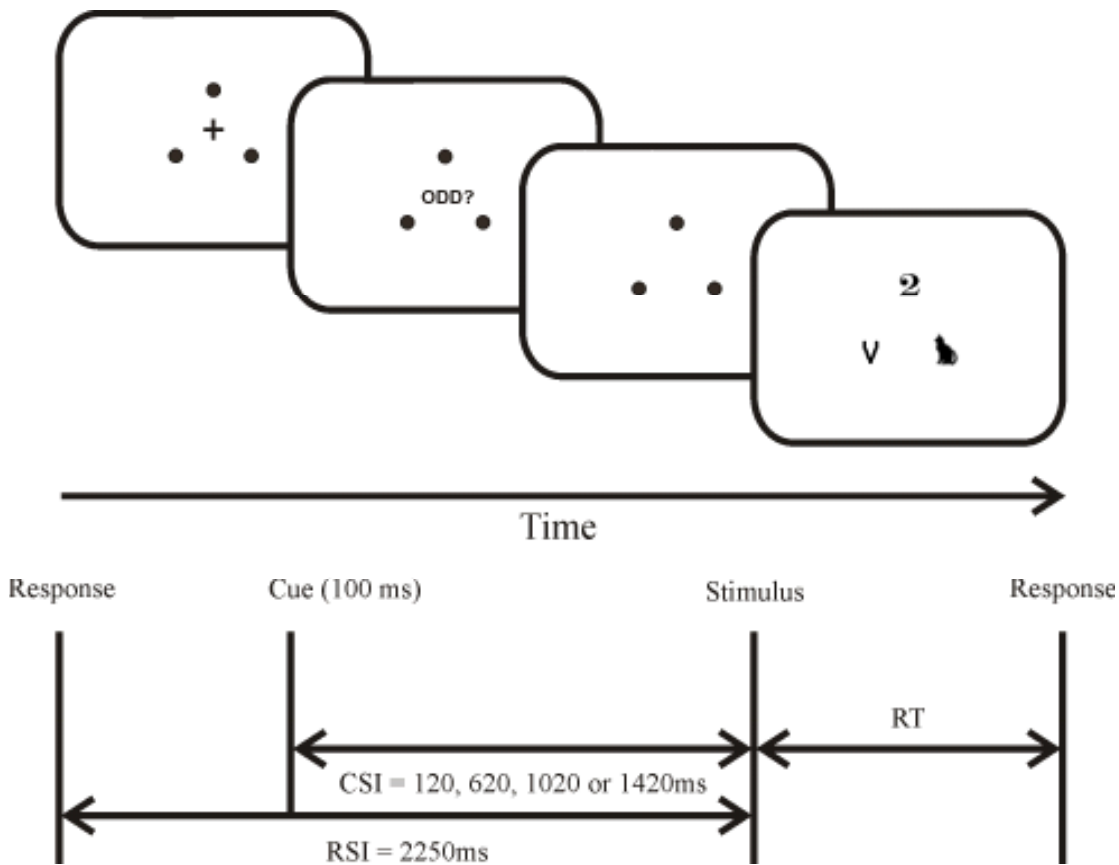 +
ODD?
2
V
Time
Response
Cue (100 ms)
Stimulus
Response
RT
CSI = 120, 620, 1020 or 1420ms
RSI = 2250ms